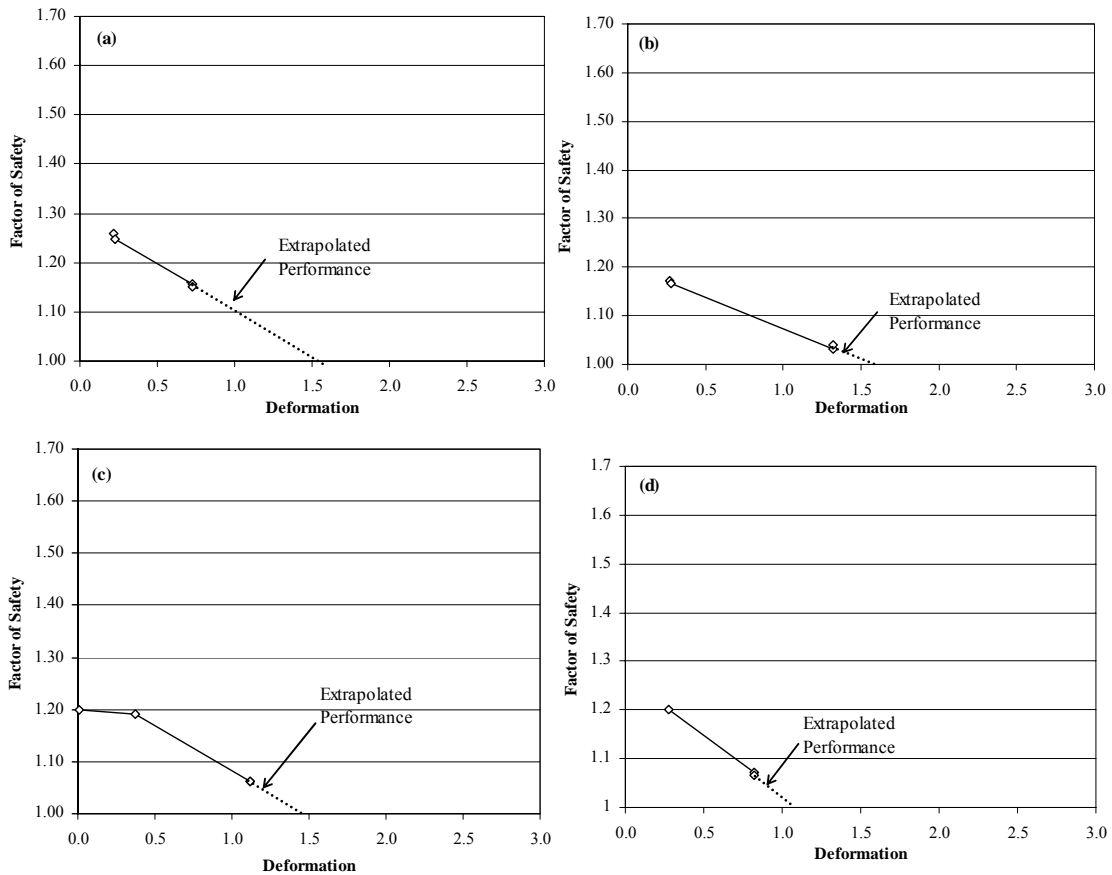 (a)
1.70
1.60
1.50
1.40
1.30
1.20
1.10
1.00
Factor of Safety
Extrapolated
Performance
0.0 0.5 1.0 1.5 2.0 2.5 3.0
Deformation
(b)
1.70
1.60
1.50
1.40
1.30
1.20
1.10
1.00
Factor of Safety
Extrapolated
Performance
0.0 0.5 1.0 1.5 2.0 2.5 3.0
Deformation
(c)
1.70
1.60
1.50
1.40
1.30
1.20
1.10
1.00
Factor of Safety
Extrapolated
Performance
0.0 0.5 1.0 1.5 2.0 2.5 3.0
Deformation
(d)
1.7
1.6
1.5
1.4
1.3
1.2
1.1
1
Factor of Safety
Extrapolated
Performance
0.0 0.5 1.0 1.5 2.0 2.5 3.0
Deformation